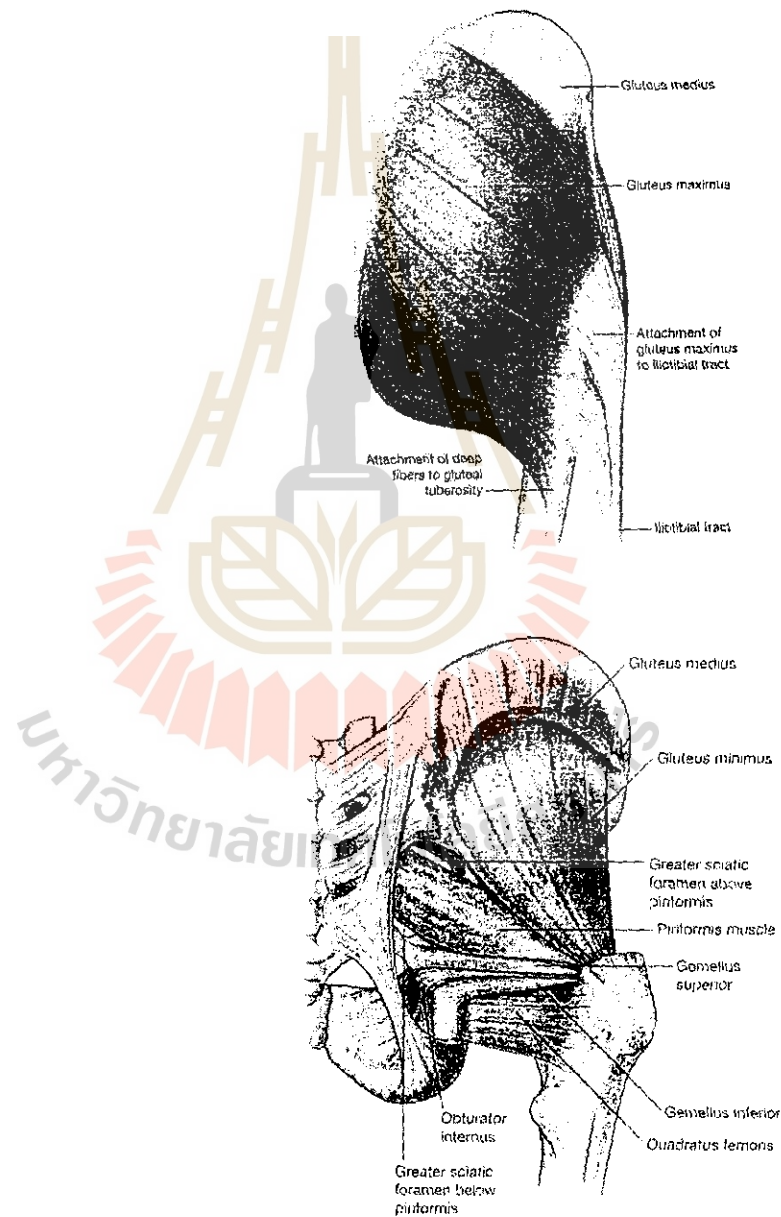 Gluteus medius
Gluteus maximus
Attachment of
gluteus maximus
to iliotibial tract
Attachment of deep
fibers to gluteal
tuberosity
Iliotibial tract
Gluteus medius
Gluteus minimus
มหาวิทยาลัย
Greater sciatic
foramen above
piriformis
Piriformis muscle
Gemellus
superior
Gemellus inferior
Obturator
internus
Quadratus femoris
Greater sciatic
foramen below
piriformis